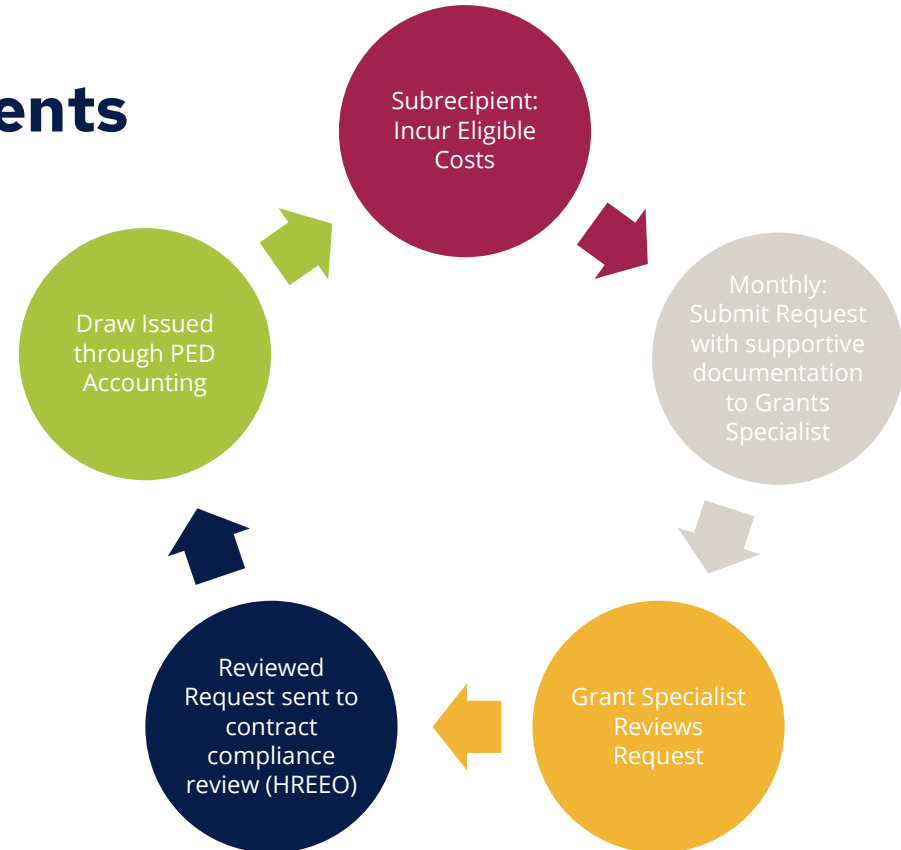 ents
Subrecipient:
Incur Eligible
Costs
Monthly:
Submit Request
with supportive
documentation
to Grants
Specialist
Grant Specialist
Reviews
Request
Reviewed
Request sent to
contract
compliance
review (HREEO)
Draw Issued
through PED
Accounting